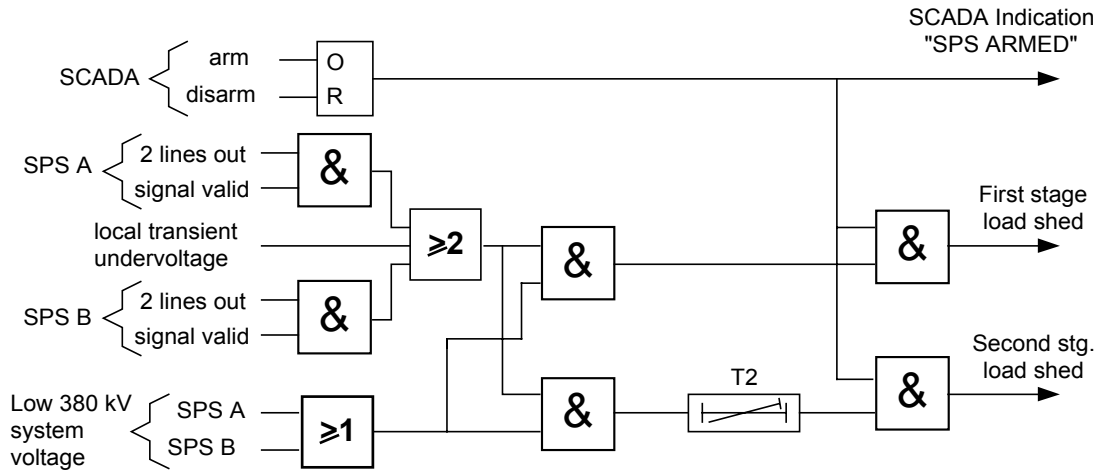 SCADA Indication
"SPS ARMED"
SCADA
arm
disarm
O
R
SPS A
2 lines out
signal valid
&
local transient
undervoltage
≥2
&
First stage
load shed
&
SPS B
2 lines out
signal valid
&
Low 380 kV
system
voltage
SPS A
SPS B
≥1
&
T2
Second stg.
load shed
&